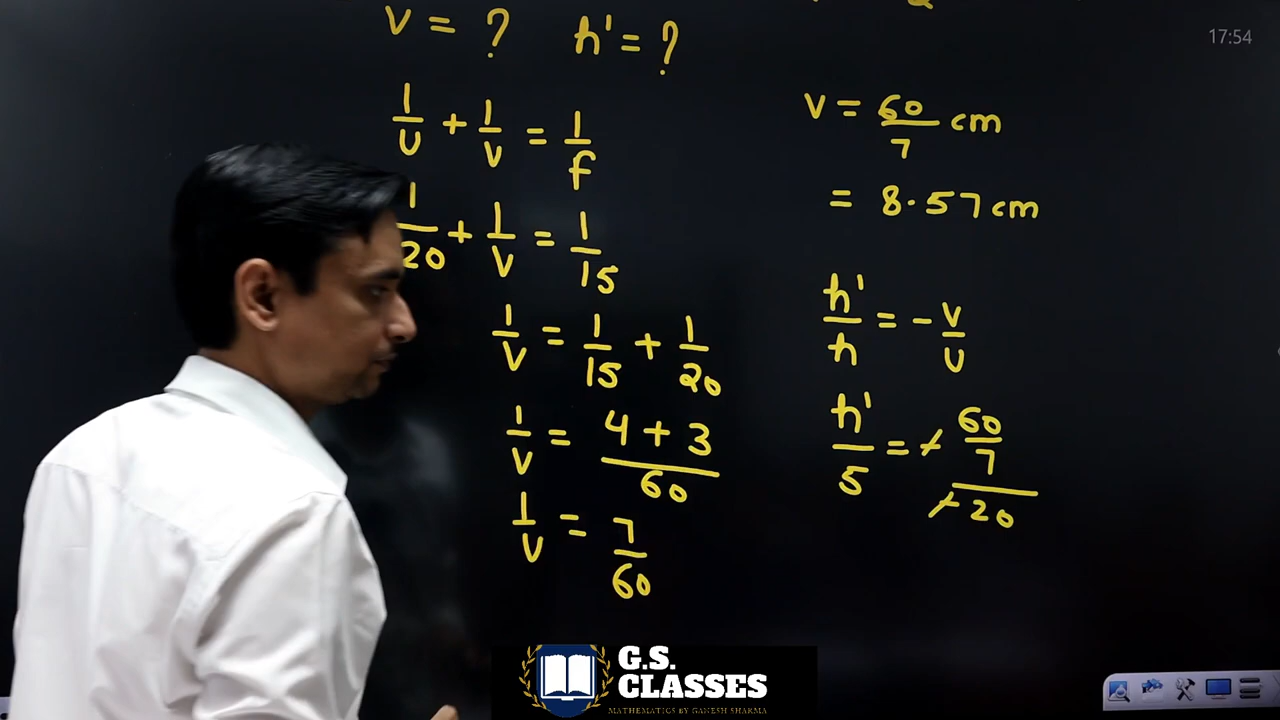 v = ? h' = ?
17:54
1/u + 1/v = 1/f
1/20 + 1/v = 1/15
1/v = 1/15 + 1/20
1/v = (4 + 3)/60
1/v = 7/60
v = 60/7 cm
= 8.57 cm
h'/h = - v/u
h'/5 = - (60/7)/(-20)
G.S.
CLASSES
MATHEMATICS BY GANESH SHARMA